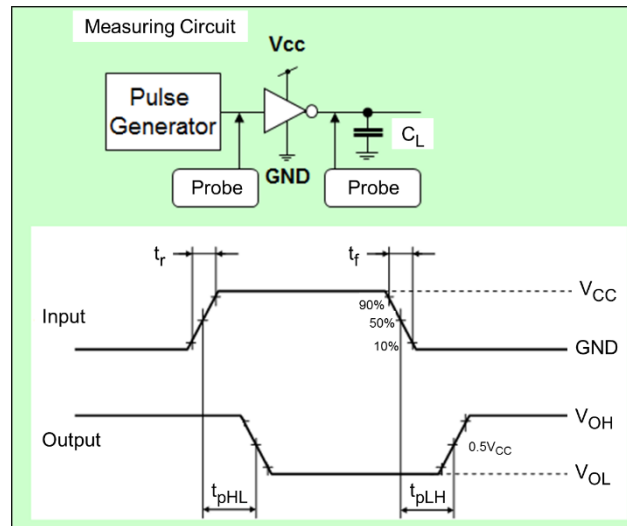 Measuring Circuit
Vcc
Pulse
Generator
CL
Probe
GND
Probe
tr
tf
VCC
90%
Input
50%
10%
GND
VOH
Output
0.5VCC
VOL
tpHL
tpLH